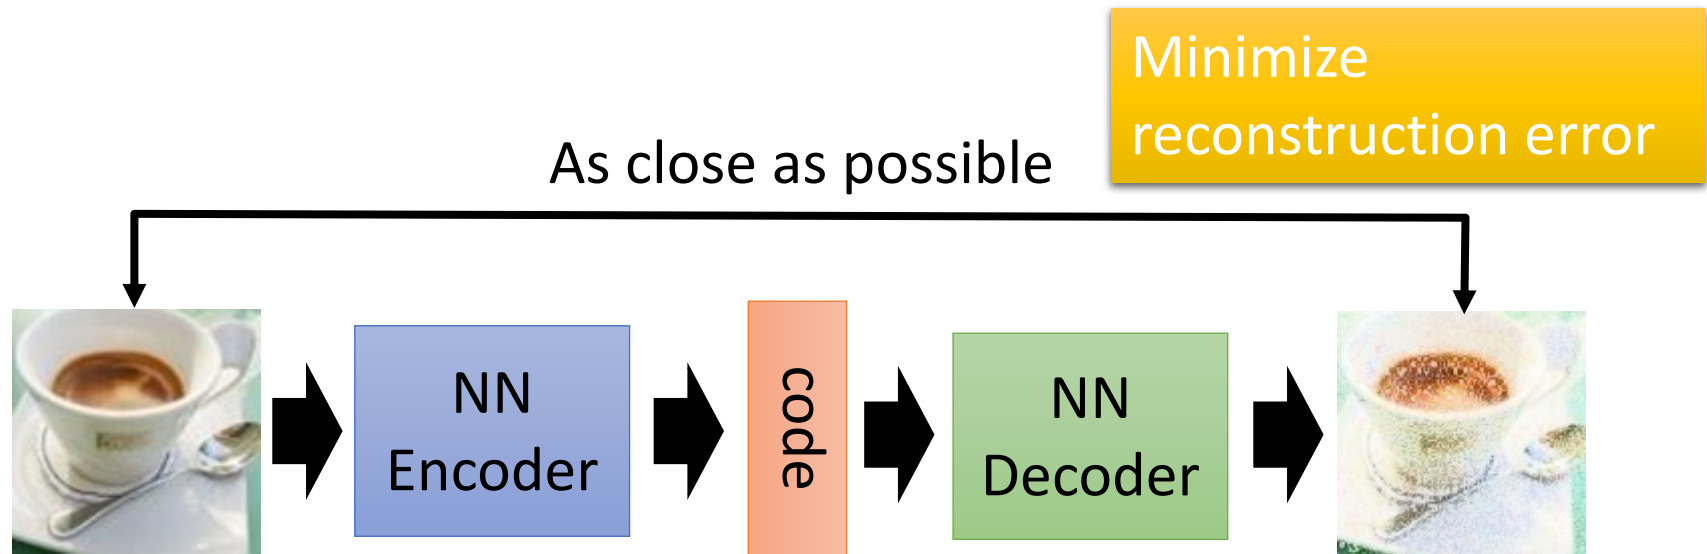 Minimize
reconstruction error
As close as possible
NN
Encoder
code
NN
Decoder